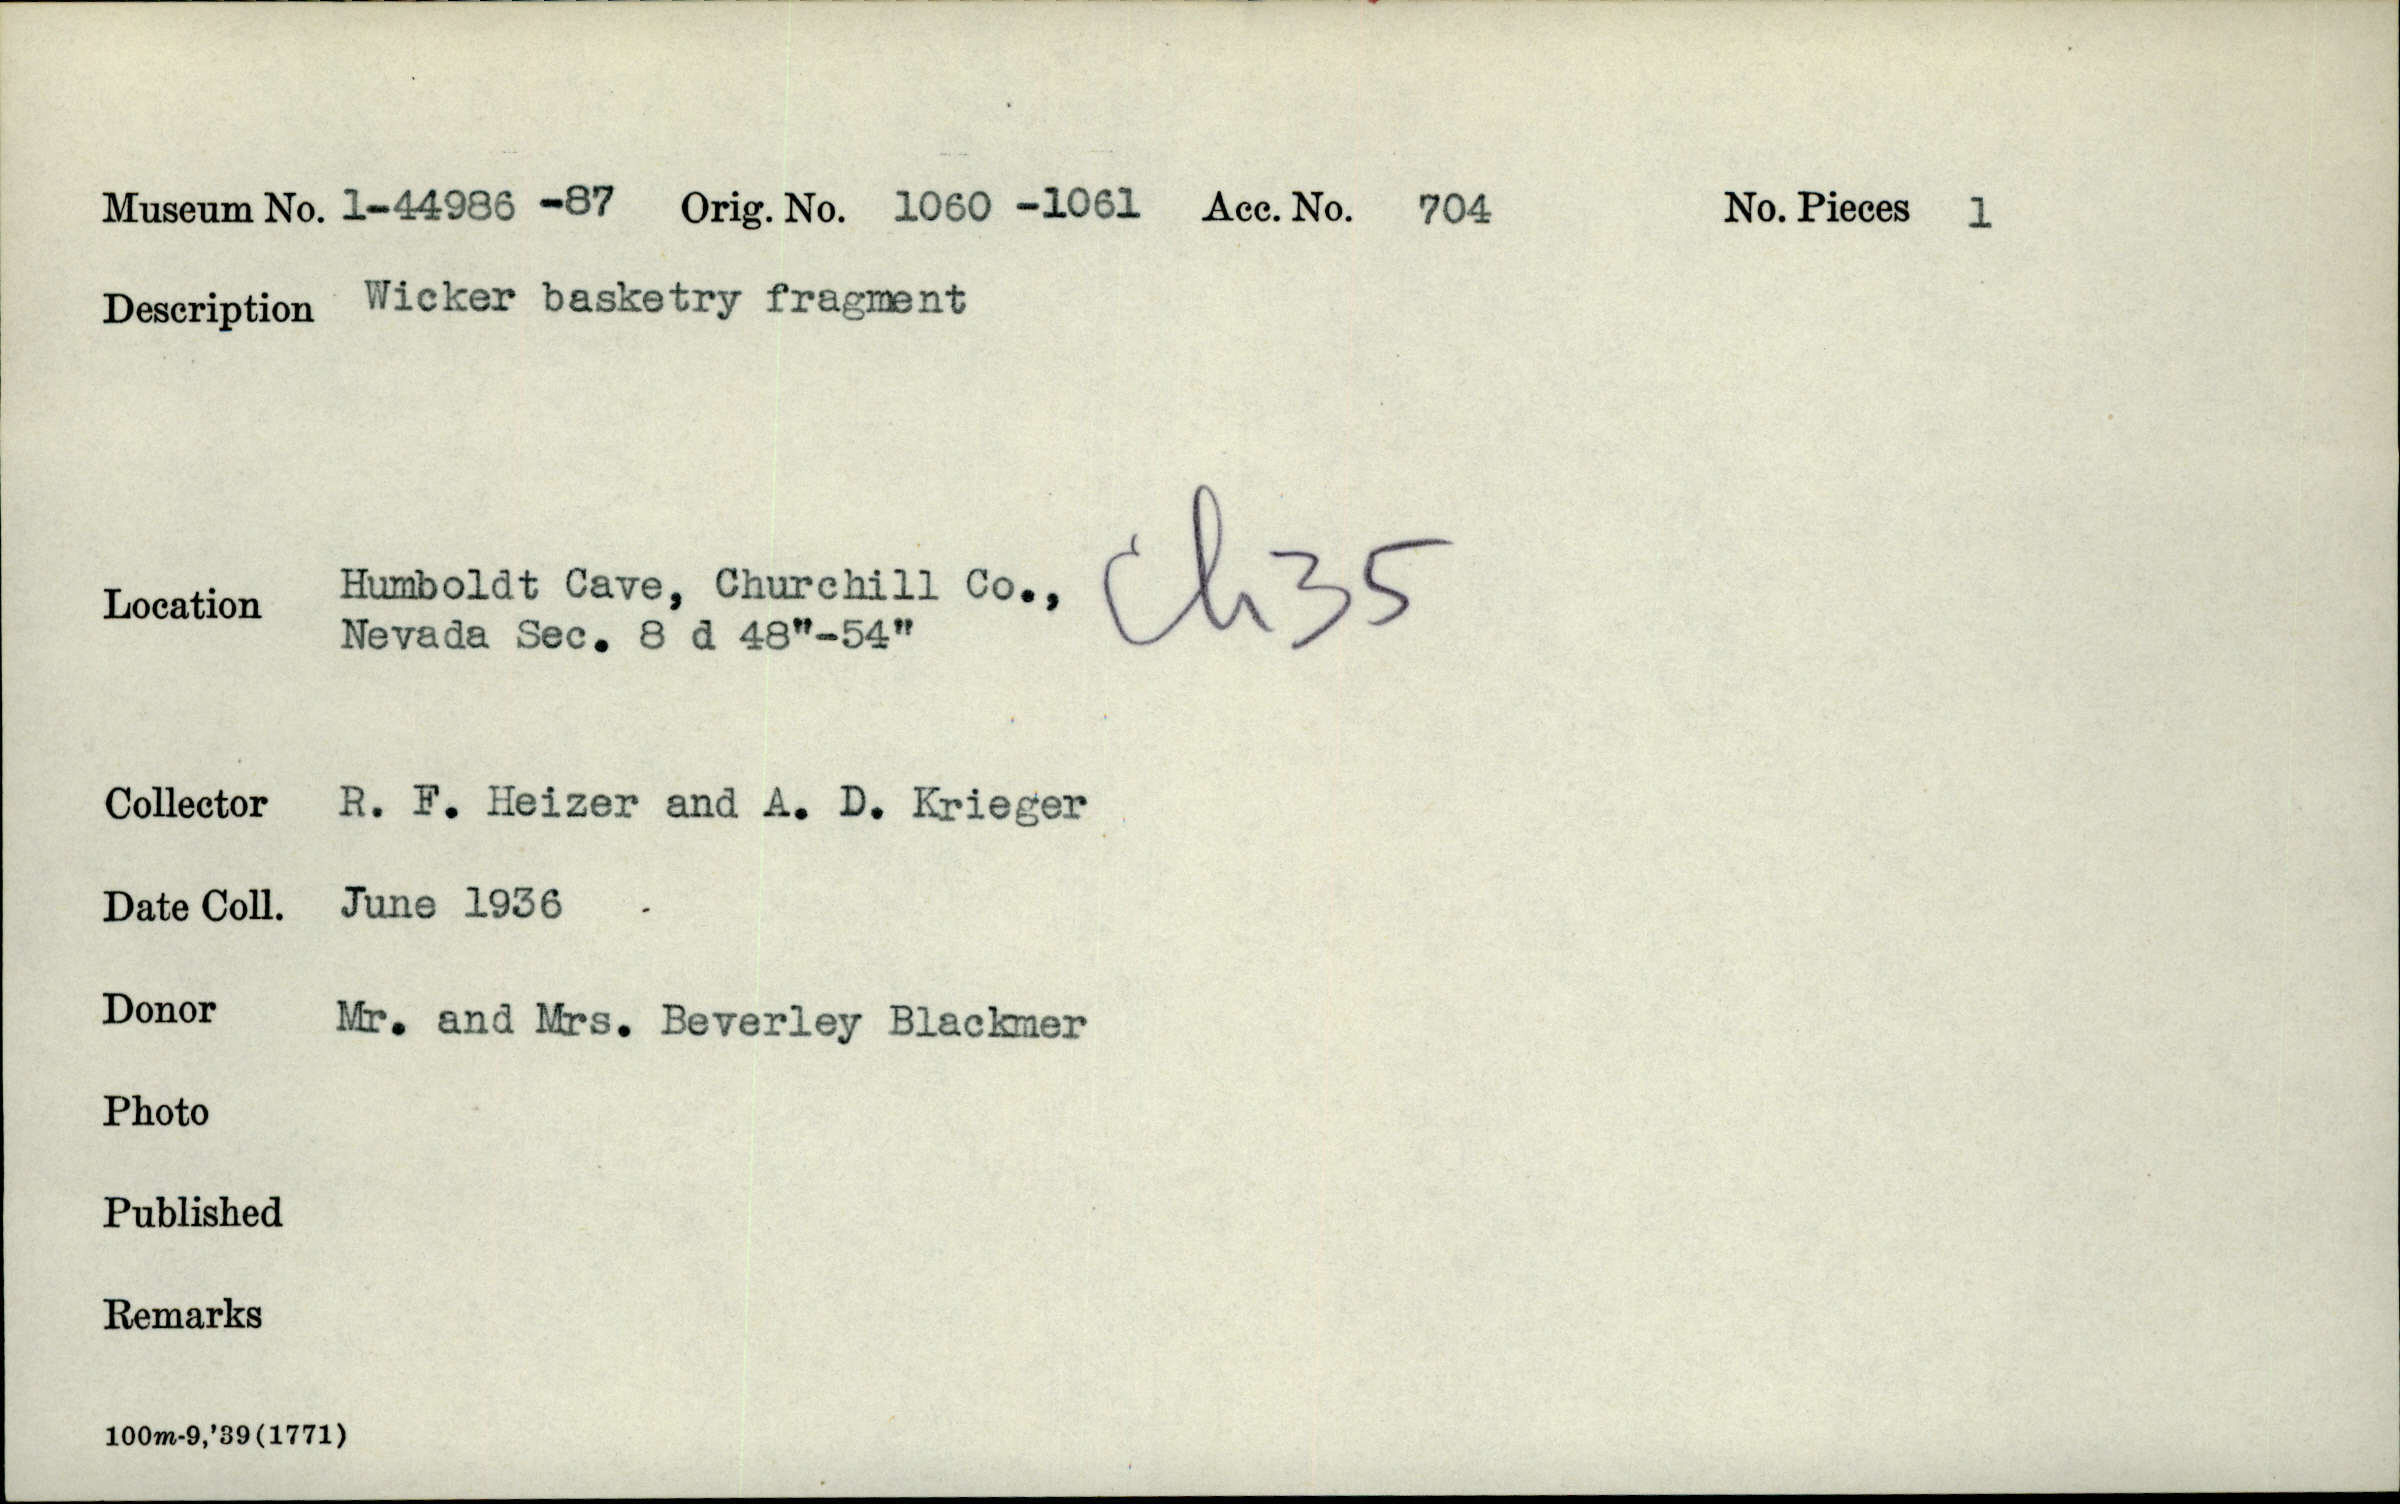 Museum No. 1-44986 -87 Orig. No. 1060 -1061 Acc. No. 704 No. Pieces 1
Description Wicker basketry fragment
Location Humboldt Cave, Churchill Co.,
Nevada Sec. 8 d 48"-54"
Ch35
Collector R. F. Heizer and A. D. Krieger
Date Coll. June 1936
Donor Mr. and Mrs. Beverley Blackmer
Photo
Published
Remarks
100m-9,'39(1771)